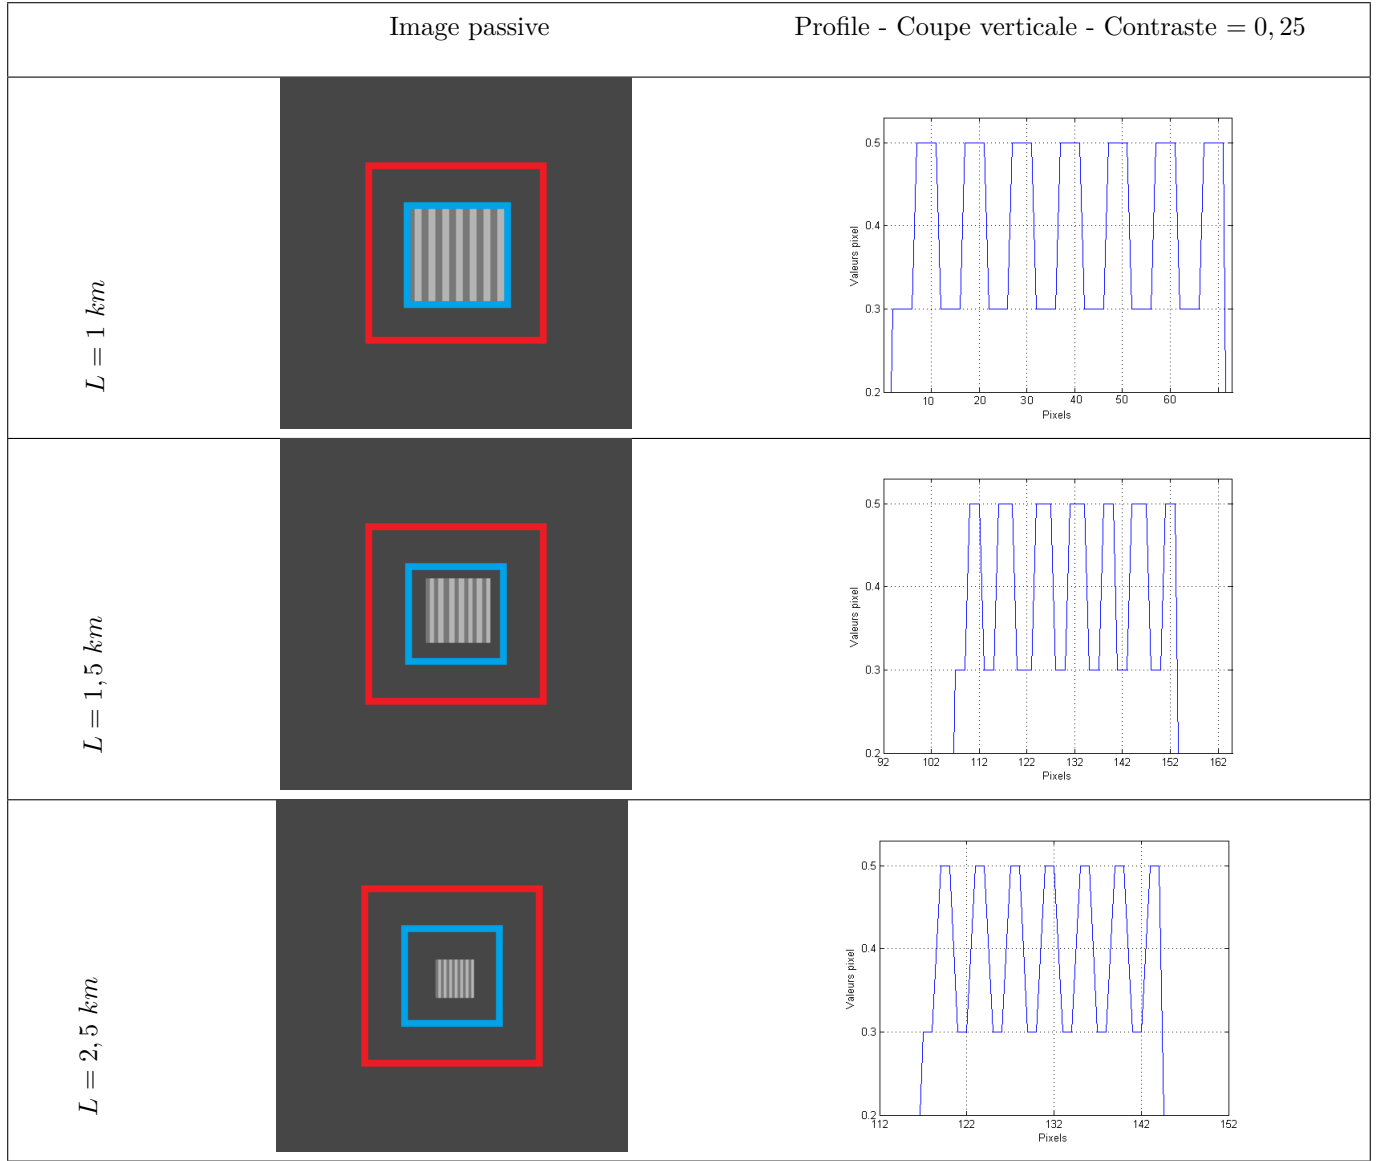 Image passive
Profile - Coupe verticale - Contraste = 0, 25
L = 1 km
0.5
0.4
0.3
0.2
Valeurs pixel
10 20 30 40 50 60
Pixels
L = 1, 5 km
0.5
0.4
0.3
0.2
Valeurs pixel
92 102 112 122 132 142 152 162
Pixels
L = 2, 5 km
0.5
0.4
0.3
0.2
Valeurs pixel
112 122 132 142 152
Pixels